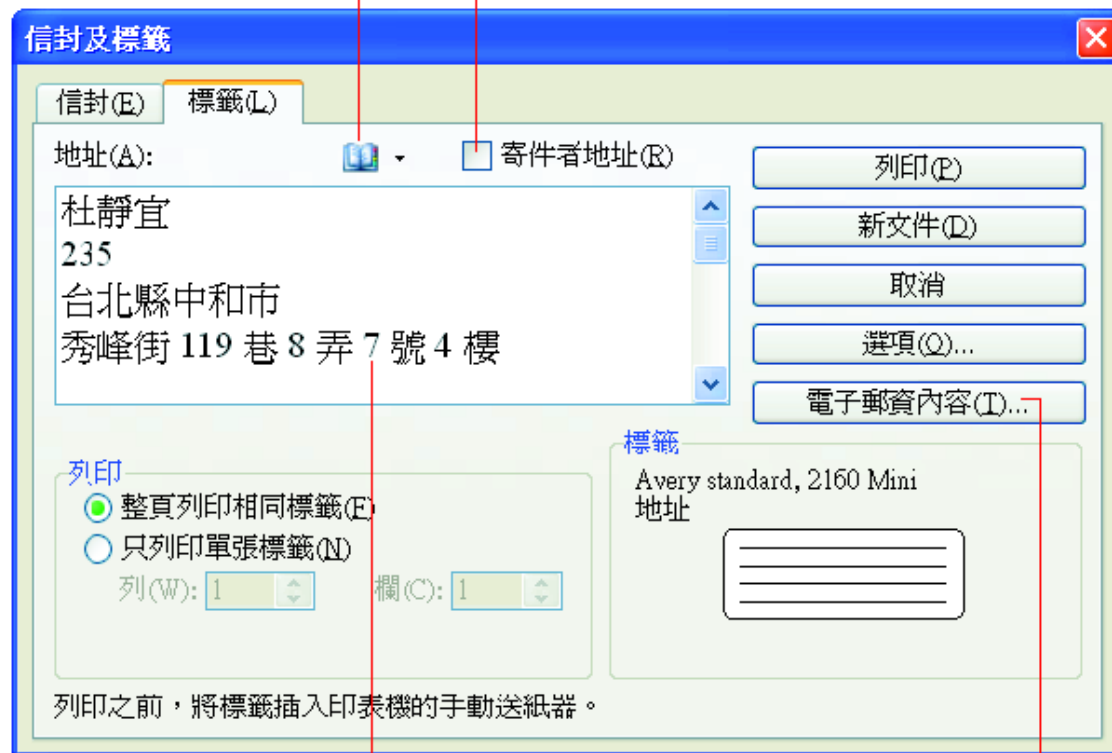 信封及標籤
信封(E) 標籤(L)
地址(A): 寄件者地址(R)
杜靜宜
235
台北縣中和市
秀峰街 119 巷 8 弄 7 號 4 樓
列印(P)
新文件(D)
取消
選項(O)...
電子郵資內容(T)...
列印
整頁列印相同標籤(F)
只列印單張標籤(N)
列(W): 1 欄(C): 1
標籤
Avery standard, 2160 Mini
地址
列印之前，將標籤插入印表機的手動送紙器。